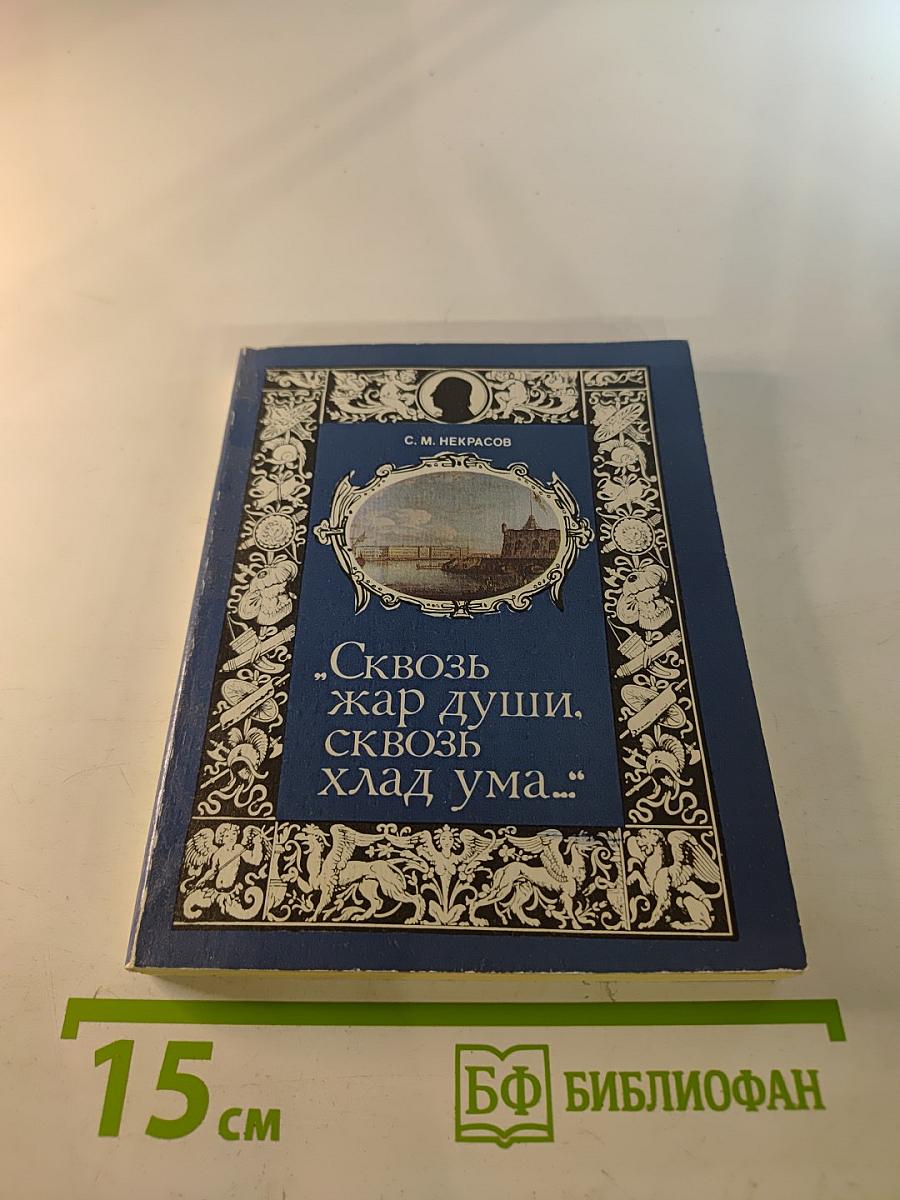 С. М. НЕКРАСОВ
„Сквозь
жар души,
сквозь
хлад ума...“
15 см
БФ БИБЛИОФАН